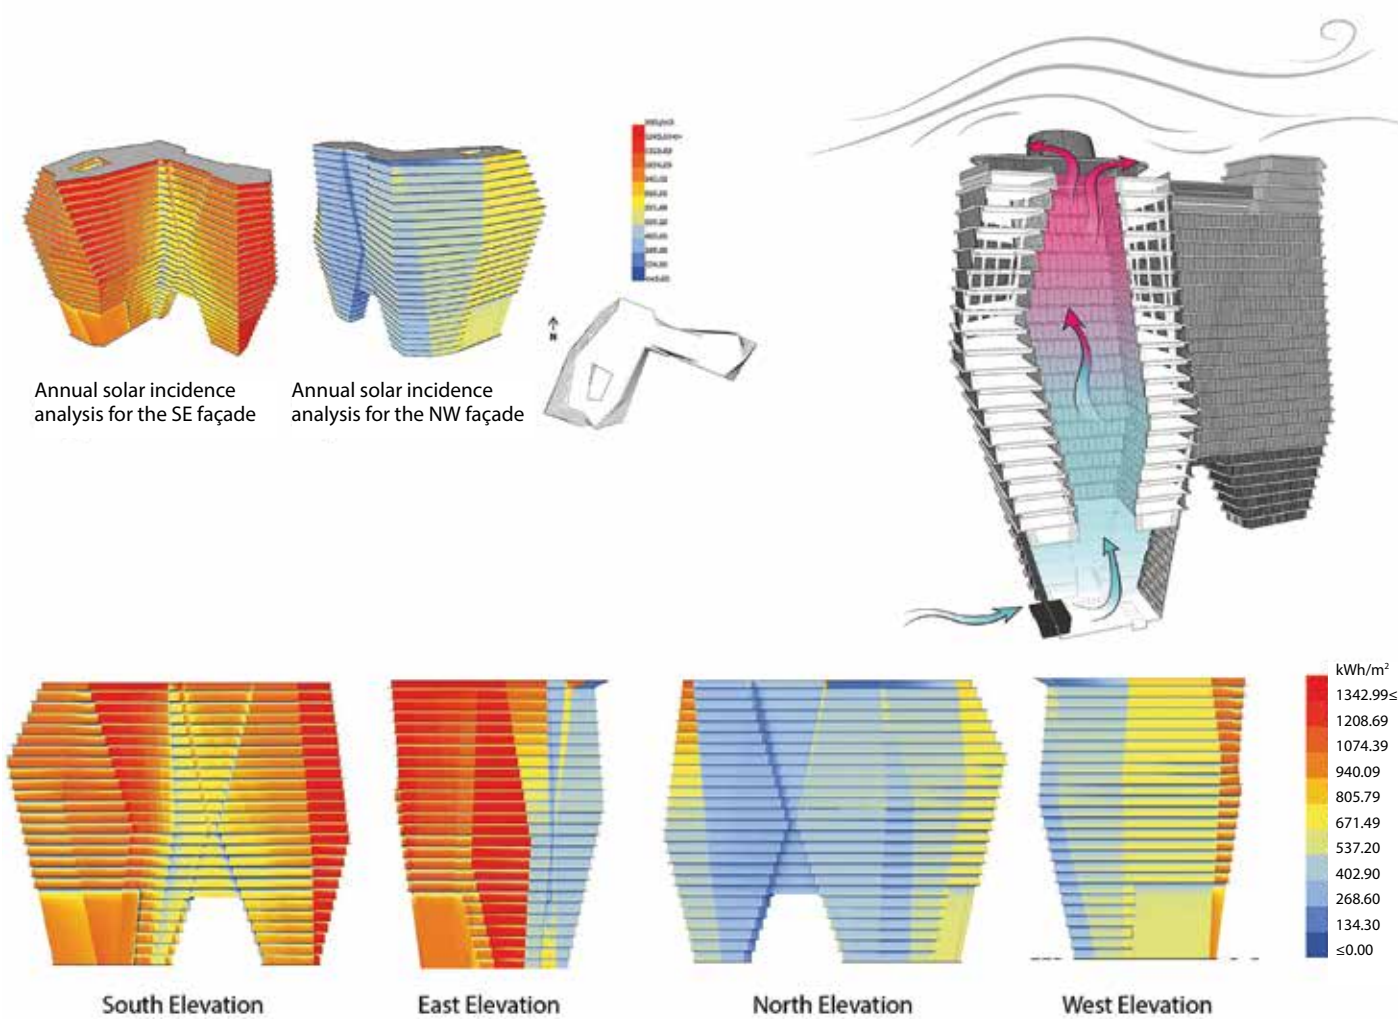 Annual solar incidence
analysis for the SE façade
Annual solar incidence
analysis for the NW façade
N
kWh/m²
1342.99≤
1208.69
1074.39
940.09
805.79
671.49
537.20
402.90
268.60
134.30
≤0.00
South Elevation
East Elevation
North Elevation
West Elevation